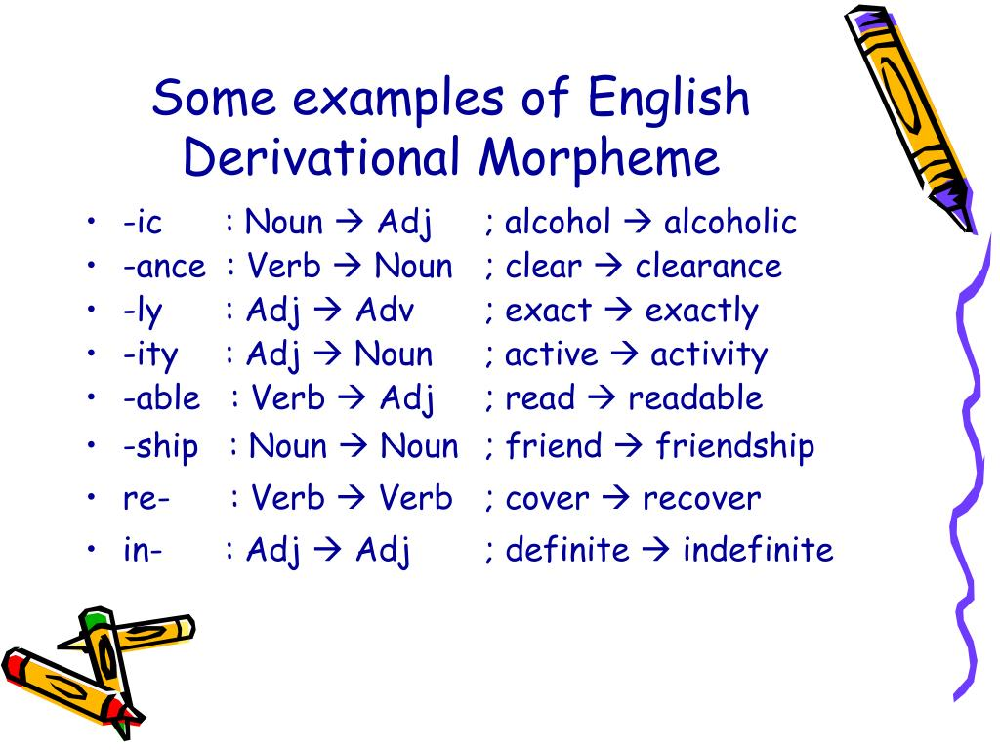 Some examples of English
Derivational Morpheme
• -ic : Noun → Adj ; alcohol → alcoholic
• -ance : Verb → Noun ; clear → clearance
• -ly : Adj → Adv ; exact → exactly
• -ity : Adj → Noun ; active → activity
• -able : Verb → Adj ; read → readable
• -ship : Noun → Noun ; friend → friendship
• re- : Verb → Verb ; cover → recover
• in- : Adj → Adj ; definite → indefinite